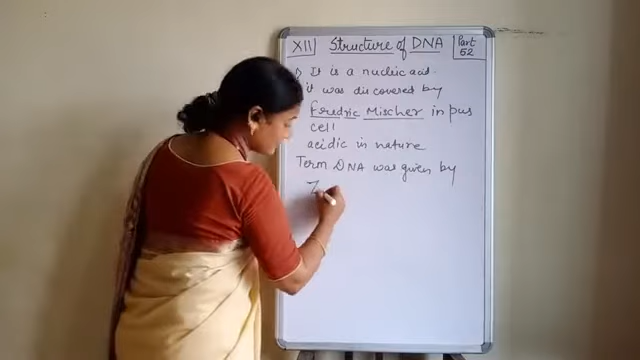 XII Structure of DNA Part 52
It is a nucleic acid.
it was discovered by
Fredric Mischer in pus
cell
acidic in nature
Term DNA was given by
Z